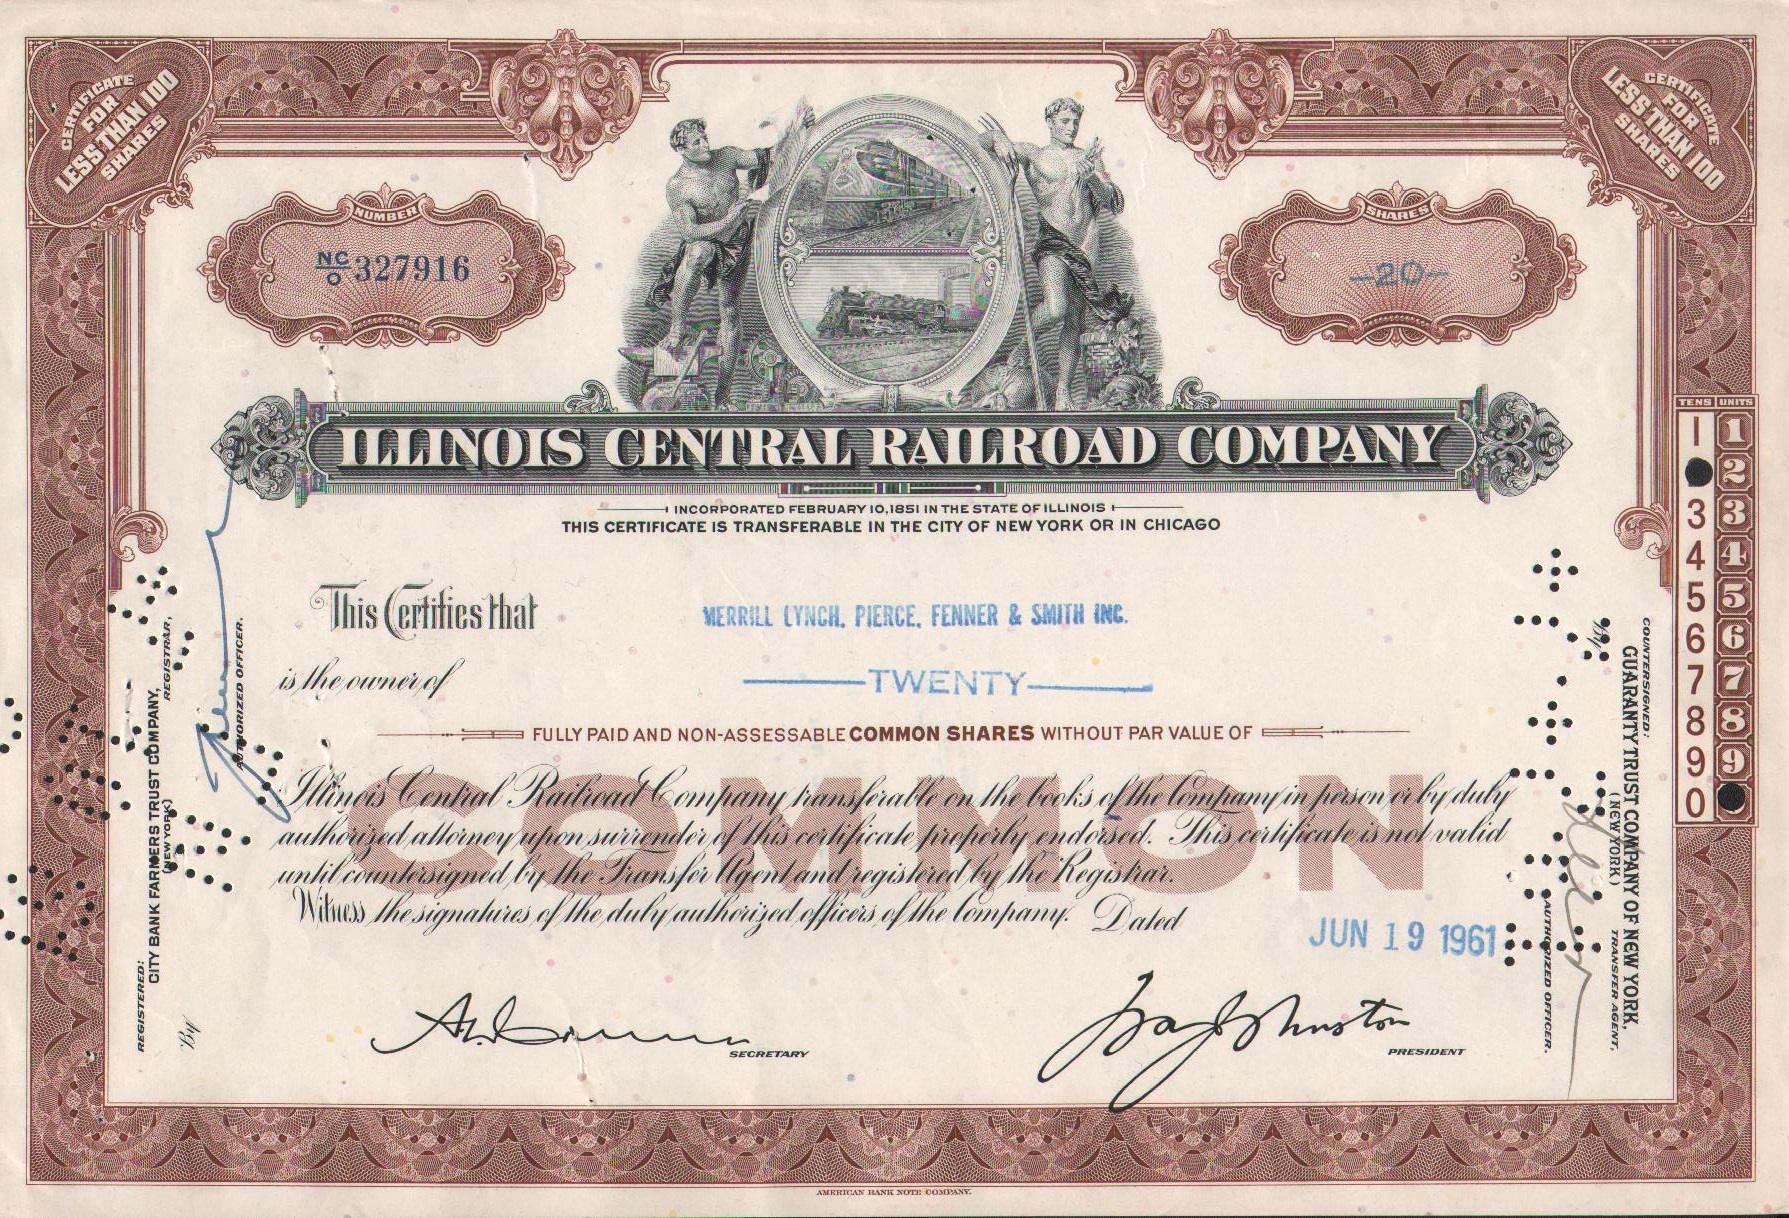 CERTIFICATE
FOR
LESS THAN 100
SHARES
CERTIFICATE
FOR
LESS THAN 100
SHARES
NUMBER
NC
O 327916
SHARES
-20-
ILLINOIS CENTRAL RAILROAD COMPANY
INCORPORATED FEBRUARY 10, 1851 IN THE STATE OF ILLINOIS
THIS CERTIFICATE IS TRANSFERABLE IN THE CITY OF NEW YORK OR IN CHICAGO
This Certifies that MERRILL LYNCH, PIERCE, FENNER & SMITH INC.
is the owner of TWENTY
FULLY PAID AND NON-ASSESSABLE COMMON SHARES WITHOUT PAR VALUE OF
COMMON
Illinois Central Railroad Company transferable on the books of the Company in person or by duly
authorized attorney upon surrender of this certificate properly endorsed. This certificate is not valid
until countersigned by the Transfer Agent and registered by the Registrar.
Witness the signatures of the duly authorized officers of the Company. Dated JUN 19 1961
SECRETARY
Wayne Johnston
PRESIDENT
REGISTERED:
CITY BANK FARMERS TRUST COMPANY,
(NEW YORK) REGISTRAR,
By
AUTHORIZED OFFICER.
COUNTERSIGNED:
GUARANTY TRUST COMPANY OF NEW YORK,
(NEW YORK) TRANSFER AGENT,
By
AUTHORIZED OFFICER.
TENS UNITS
1 1
2
3 3
4 4
5 5
6 6
7 7
8 8
9 9
0
AMERICAN BANK NOTE COMPANY.